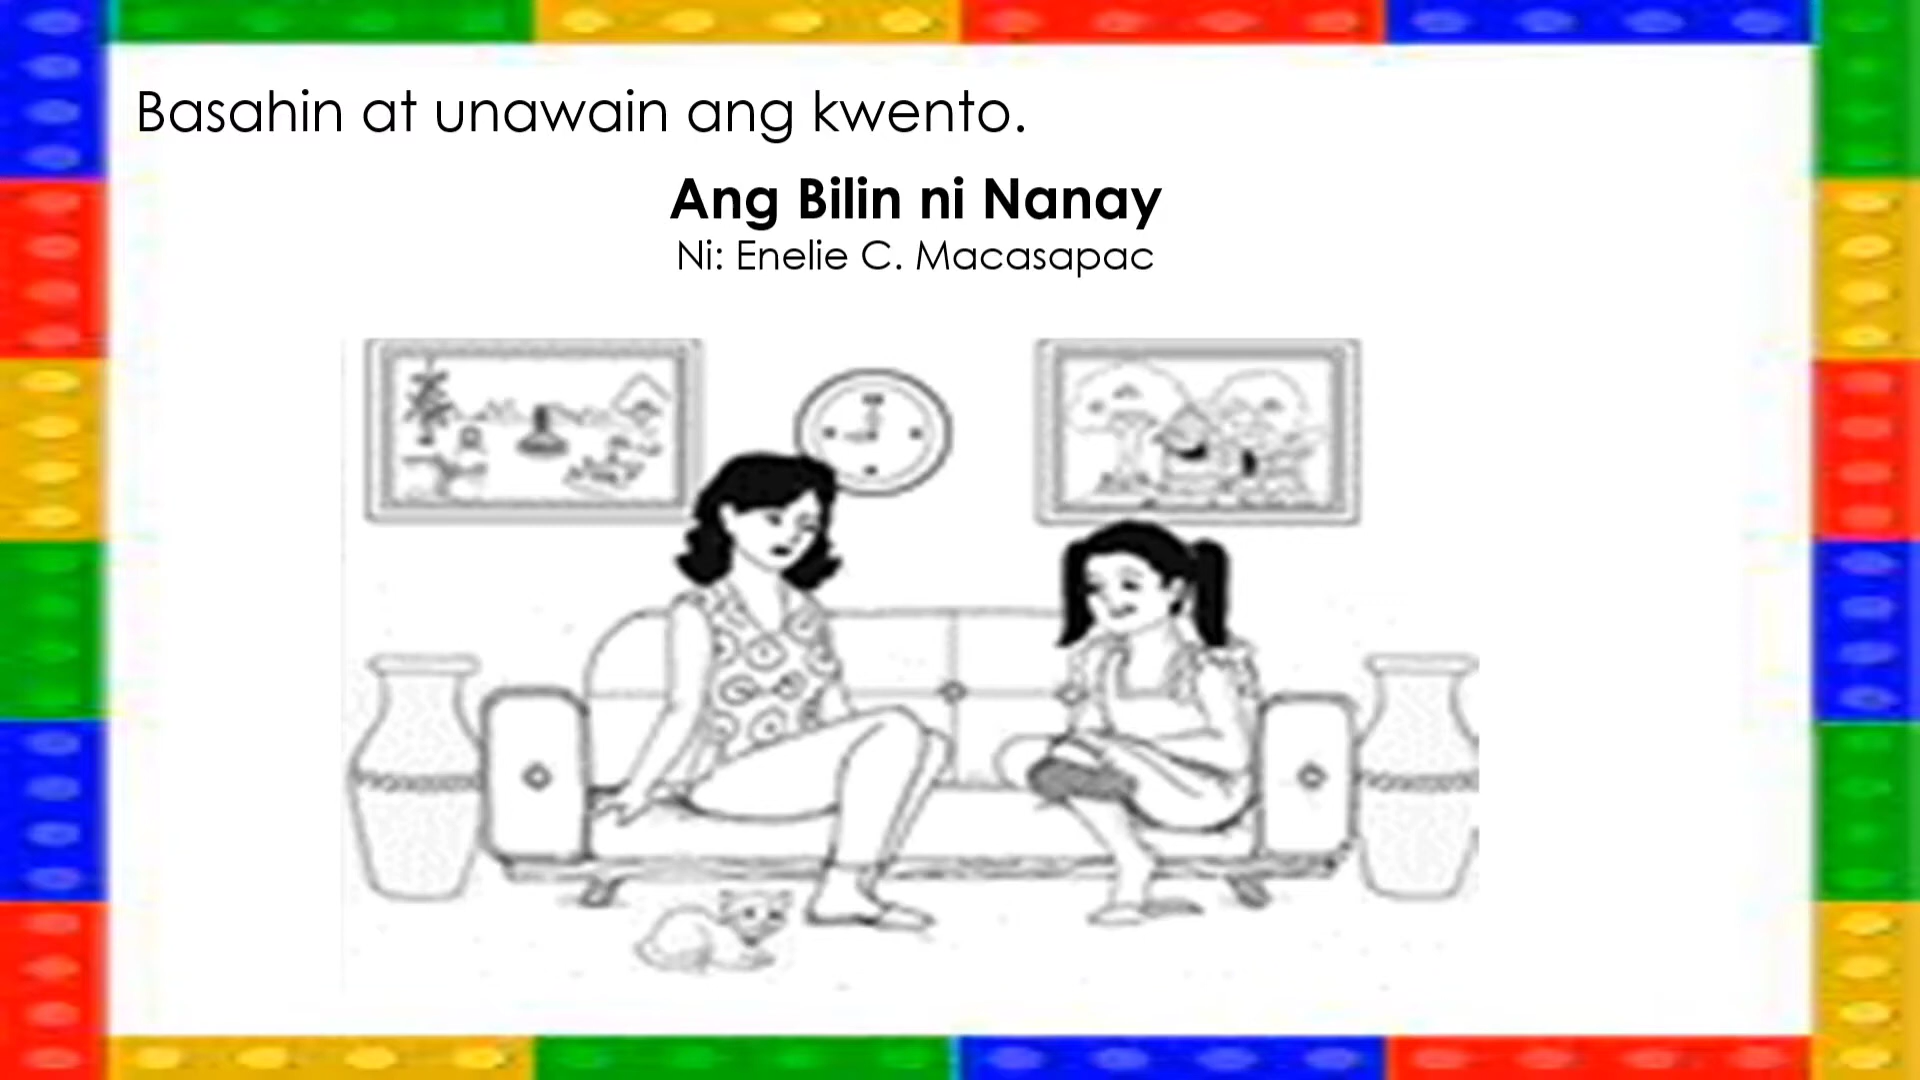 Basahin at unawain ang kwento.
Ang Bilin ni Nanay
Ni: Enelie C. Macasapac